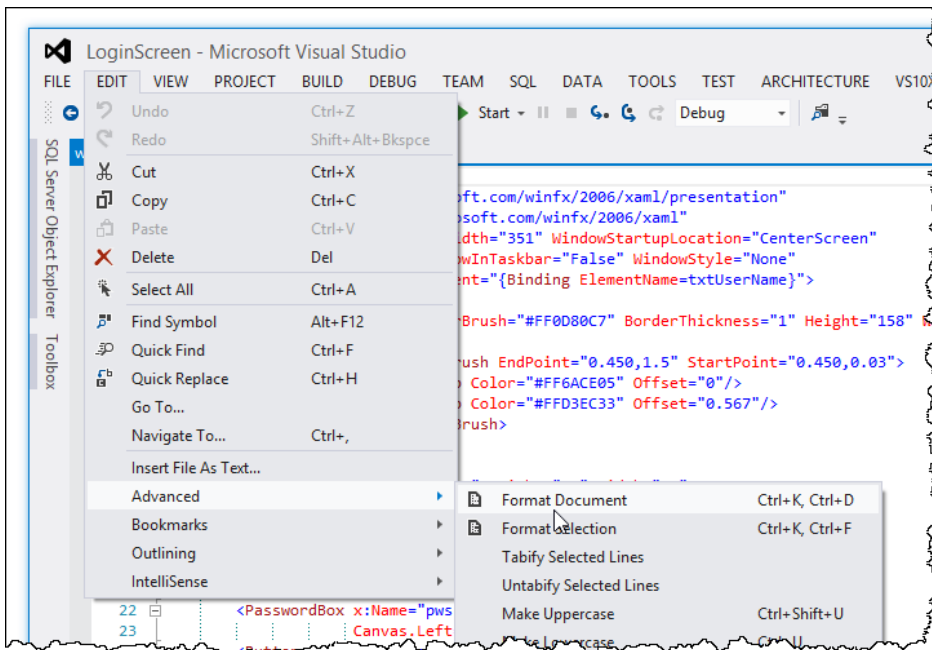 LoginScreen - Microsoft Visual Studio
FILE EDIT VIEW PROJECT BUILD DEBUG TEAM SQL DATA TOOLS TEST ARCHITECTURE VS10
Start Debug
SQL Server Object Explorer
Toolbox
Undo Ctrl+Z
Redo Shift+Alt+Bkspce
Cut Ctrl+X
Copy Ctrl+C
Paste Ctrl+V
Delete Del
Select All Ctrl+A
Find Symbol Alt+F12
Quick Find Ctrl+F
Quick Replace Ctrl+H
Go To...
Navigate To... Ctrl+,
Insert File As Text...
Advanced
Bookmarks
Outlining
IntelliSense
oft.com/winfx/2006/xaml/presentation"
osoft.com/winfx/2006/xaml"
idth="351" WindowStartupLocation="CenterScreen"
owInTaskbar="False" WindowStyle="None"
ent="{Binding ElementName=txtUserName}">
rBrush="#FF0D80C7" BorderThickness="1" Height="158"
ush EndPoint="0.450,1.5" StartPoint="0.450,0.03">
Color="#FF6ACE05" Offset="0"/>
Color="#FFD3EC33" Offset="0.567"/>
Brush>
Format Document Ctrl+K, Ctrl+D
Format Selection Ctrl+K, Ctrl+F
Tabify Selected Lines
Untabify Selected Lines
Make Uppercase Ctrl+Shift+U
Make Lowercase Ctrl+U
22 <PasswordBox x:Name="pws
23 Canvas.Left